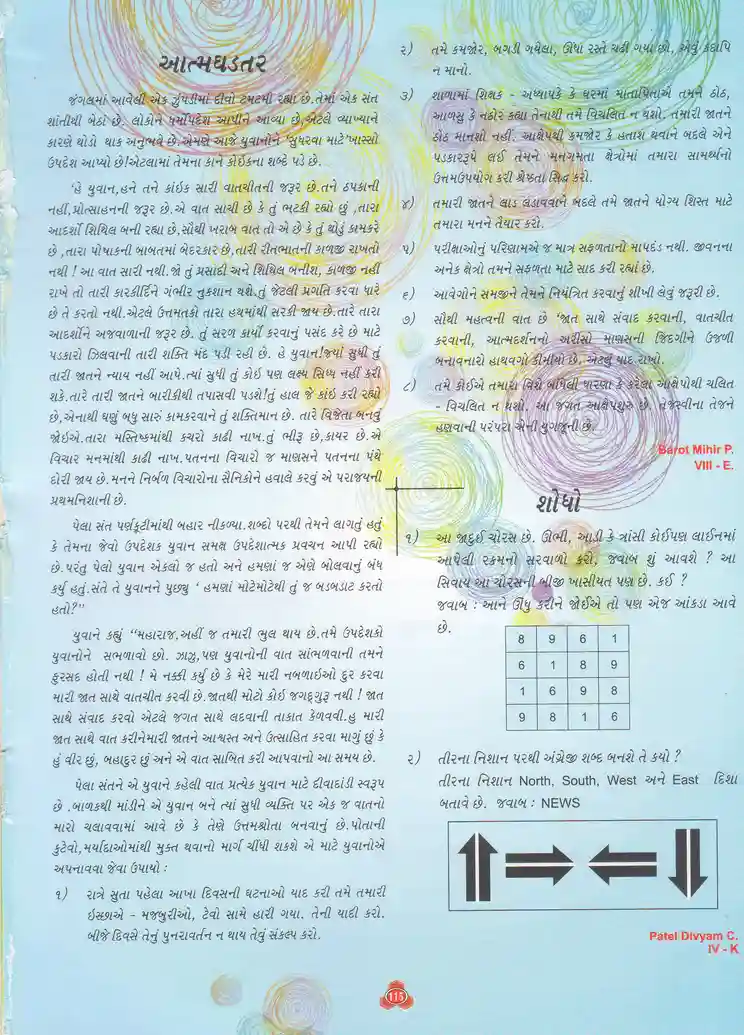 આત્મઘડતર
જંગલમાં આવેલી એક ઝુંપડીમાં દીવો ટમટમી રહ્યા છે.તેમાં એક સંત
શાંતીથી બેઠાં છે. લોકોને ધર્મોપદેશ આપીને આવ્યા છે,એટલે વ્યાખ્યાને
કારણે થોડો થાક અનુભવે છે.એમણે આજે યુવાનોને ‘સુધરવા માટે’ખાસ્સો
ઉપદેશ આપ્યો છે!એટલામાં તેમના કાને કોઈકના શબ્દે પડે છે.
‘હે યુવાન,હને તને કાંઇક સારી વાતચીતની જરૂર છે.તને ઠપકાની
નહીં,પ્રોત્સાહનની જરૂર છે.એ વાત સાચી છે કે તું ભટકી રહ્યો છું ,તારા
આદર્શો શિથિલ બની રહ્યા છે,સૌથી ખરાબ વાત તો એ છે કે તું થોડું કામકરે
છે ,તારા પોષાકની બાબતમાં બેદરકાર છે,તારી રીતભાતની કાળજી રાખતો
નથી ! આ વાત સારી નથી.જો તું પ્રસાદી અને શિથિલ બનીશ, કાળજી નહીં
રાખે તો તારી કારકીર્દિને ગંભીર નુકશાન થશે.તું જેટલી પ્રગતિ કરવા ધારે
છે તે કરતો નથી.એટલે ઉત્તમતકો તારા હથમાંથી સરકી જાય છે.તારે તારા
આદર્શોને અજવાળાની જરૂર છે. તું સરળ કાર્યો કરવાનું પસંદ કરે છે માટે
પડકારો ઝિલવાની તારી શક્તિ મંદ પડી રહી છે. હે યુવાન!જ્યાં સુધી તું
તારી જાતને ન્યાય નહીં આપે.ત્યાં સુધી તું કોઈ પણ લક્ષ્ય સિધ્ધ નહીં કરી
શકે.તારે તારી જાતને બારીકીથી તપાસવી પડશે!તું હાલ જે કાંઈ કરી રહ્યો
છે,એનાથી ઘણું બધુ સારું કામકરવાને તું શક્તિમાન છે. તારે વિજેતા બનવું
જોઈએ.તારા મસ્તિષ્કમાંથી કચરો કાઢી નાખ.તું ભીરૂ છે,કાયર છે.એ
વિચાર મનમાંથી કાઢી નાખ.પતનના વિચારો જ માણસને પતનના પંથે
દોરી જાય છે.મનને નિર્બળ વિચારોના સૈનિકોને હવાલે કરવું એ પરાજયની
પ્રથમનિશાની છે.
પેલા સંત પર્ણકૂટીમાંથી બહાર નીકળ્યા.શબ્દો પરથી તેમને લાગતું હતું
કે તેમના જેવો ઉપદેશક યુવાન સમક્ષ ઉપદેશાત્મક પ્રવચન આપી રહ્યો
છે.પરંતુ પેલો યુવાન એકલો જ હતો અને હમણાં જ એણે બોલવાનું બંધ
કર્યું હતું.સંતે તે યુવાનને પુછ્યુ ‘ હમણાં મોટેમોટેથી તું જ બડબડાટ કરતો
હતો?”
યુવાને કહ્યું “મહારાજ,અહીં જ તમારી ભુલ થાય છે.તમે ઉપદેશકો
યુવાનોને સભળાવો છો. ઝાઝુ,પણ યુવાનોની વાત સાંભળવાની તમને
ફુરસદ હોતી નથી ! મે નક્કી કર્યું છે કે મેરે મારી નબળાઈઓ દુર કરવા
મારી જાત સાથે વાતચીત કરવી છે.જાતથી મોટો કોઈ જગદ્ગુરૂ નથી ! જાત
સાથે સંવાદ કરવો એટલે જગત સાથે લદવાની તાકાત કેળવવી.હુ મારી
જાત સાથે વાત કરીનેમારી જાતને આશ્વસ્ત અને ઉત્સાહિત કરવા માગું છું કે
હું વીર છું, બહાદુર છું અને એ વાત સાબિત કરી આપવાનો આ સમય છે.
પેલા સંતને એ યુવાને કહેલી વાત પ્રત્યેક યુવાન માટે દીવાદાંડી સ્વરૂપ
છે .બાળકથી માંડીને એ યુવાન બને ત્યાં સુધી વ્યક્તિ પર એક જ વાતનો
મારો ચલાવવામાં આવે છે કે તેણે ઉત્તમશ્રોતા બનવાનું છે.પોતાની
કુટેવો,મર્યાદાઓમાંથી મુક્ત થવાનો માર્ગ ચીંધી શકશે એ માટે યુવાનોએ
અપનાવવા જેવા ઉપાયો :
૧) રાત્રે સુતા પહેલા આખા દિવસની ઘટનાઓ યાદ કરી તમે તમારી
ઇચ્છાએ - મજબુરીઓ, ટેવો સામે હારી ગયા. તેની યાદી કરો.
બીજે દિવસે તેનું પુનરાવર્તન ન થાય તેવું સંકલ્પ કરો.
૨) તમે કમજોર, બગડી ગયેલા, ઊંધા રસ્તે ચઢી ગયા છો, એવું કદાપિ
ન માનો.
૩) શાળામાં શિક્ષક - અધ્યાપકે કે ઘરમાં માતાપિતાએ તમને ઠોઠ,
આળસુ કે નઠોર કહ્યા તેનાથી તમે વિચલિત ન થશો. તમારી જાતને
ઠોઠ માનશો નહીં. આક્ષેપથી કમજોર કે હતાશ થવાને બદલે એને
પડકારરૂપે લઈ તેમને મનગમતા ક્ષેત્રોમાં તમારા સામર્થ્યનો
ઉત્તમઉપયોગ કરી શ્રેષ્ઠતા સિદ્ધ કરો.
૪) તમારી જાતને લાડ લડાવવાને બદલે તમે જાતને યોગ્ય શિસ્ત માટે
તમારા મનને તૈયાર કરો.
૫) પરીક્ષાઓનું પરિણામએ જ માત્ર સફળતાનો માપદંડ નથી. જીવનના
અનેક ક્ષેત્રો તમને સફળતા માટે સાદ કરી રહ્યાં છે.
૬) આવેગોને સમજીને તેમને નિયંત્રિત કરવાનું શીખી લેવું જરૂરી છે.
૭) સૌથી મહત્વની વાત છે ‘જાત સાથે સંવાદ કરવાની, વાતચીત
કરવાની, આત્મદર્શનનો અરીસો માણસની જિંદગીને ઉજળી
બનાવનારો હાથવગો કીમીયો છે. એટલું યાદ રાખો.
૮) તમે કોઈએ તમારા વિશે બાંધેલી ધારણા કે કરેલા આક્ષેપોથી ચલિત
- વિચલિત ન થશો. આ જગત આક્ષેપશુરુ છે. તેજસ્વીના તેજને
હણવાની પરંપરા એની યુગજૂની છે.
Barot Mihir P.
VIII - E.
શોધો
૧) આ જાદુઈ ચોરસ છે. ઊભી, આડી કે ત્રાંસી કોઈપણ લાઈનમાં
આપેલી રકમનો સરવાળો કરો, જવાબ શું આવશે ? આ
સિવાય આ ચોરસની બીજી ખાસીયત પણ છે. કઈ ?
જવાબ : આને ઊંધુ કરીને જોઈએ તો પણ એજ આંકડા આવે
છે.
8 9 6 1
6 1 8 9
1 6 9 8
9 8 1 6
૨) તીરના નિશાન પરથી અંગ્રેજી શબ્દ બનશે તે ક્યો ?
તીરના નિશાન North, South, West અને East દિશા
બતાવે છે. જવાબ : NEWS
Patel Divyam C.
IV - K
115